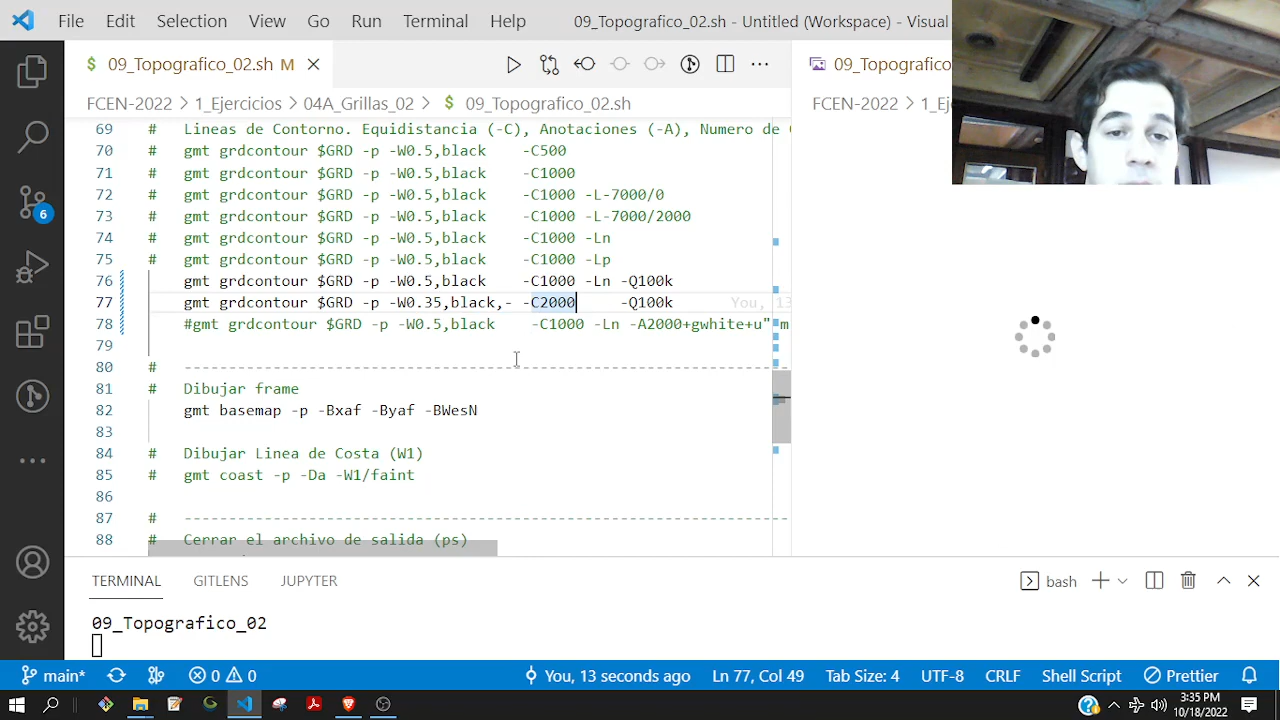 File Edit Selection View Go Run Terminal Help 09_Topografico_02.sh - Untitled (Workspace) - Visual
$ 09_Topografico_02.sh M
09_Topografico
FCEN-2022 > 1_Ejercicios > 04A_Grillas_02 > $ 09_Topografico_02.sh
FCEN-2022 > 1_Ej
69 # Lineas de Contorno. Equidistancia (-C), Anotaciones (-A), Numero de
70 # gmt grdcontour $GRD -p -W0.5,black -C500
71 # gmt grdcontour $GRD -p -W0.5,black -C1000
72 # gmt grdcontour $GRD -p -W0.5,black -C1000 -L-7000/0
73 # gmt grdcontour $GRD -p -W0.5,black -C1000 -L-7000/2000
74 # gmt grdcontour $GRD -p -W0.5,black -C1000 -Ln
75 # gmt grdcontour $GRD -p -W0.5,black -C1000 -Lp
76 gmt grdcontour $GRD -p -W0.5,black -C1000 -Ln -Q100k
77 gmt grdcontour $GRD -p -W0.35,black,- -C2000 -Q100k You, 13
78 #gmt grdcontour $GRD -p -W0.5,black -C1000 -Ln -A2000+gwhite+u" m
79
80 # --------------------------------------------------------------------
81 # Dibujar frame
82 gmt basemap -p -Bxaf -Byaf -BWesN
83
84 # Dibujar Linea de Costa (W1)
85 # gmt coast -p -Da -W1/faint
86
87 # --------------------------------------------------------------------
88 # Cerrar el archivo de salida (ps)
TERMINAL GITLENS JUPYTER bash
09_Topografico_02
6
main* 0 0 You, 13 seconds ago Ln 77, Col 49 Tab Size: 4 UTF-8 CRLF Shell Script Prettier
3:35 PM
10/18/2022